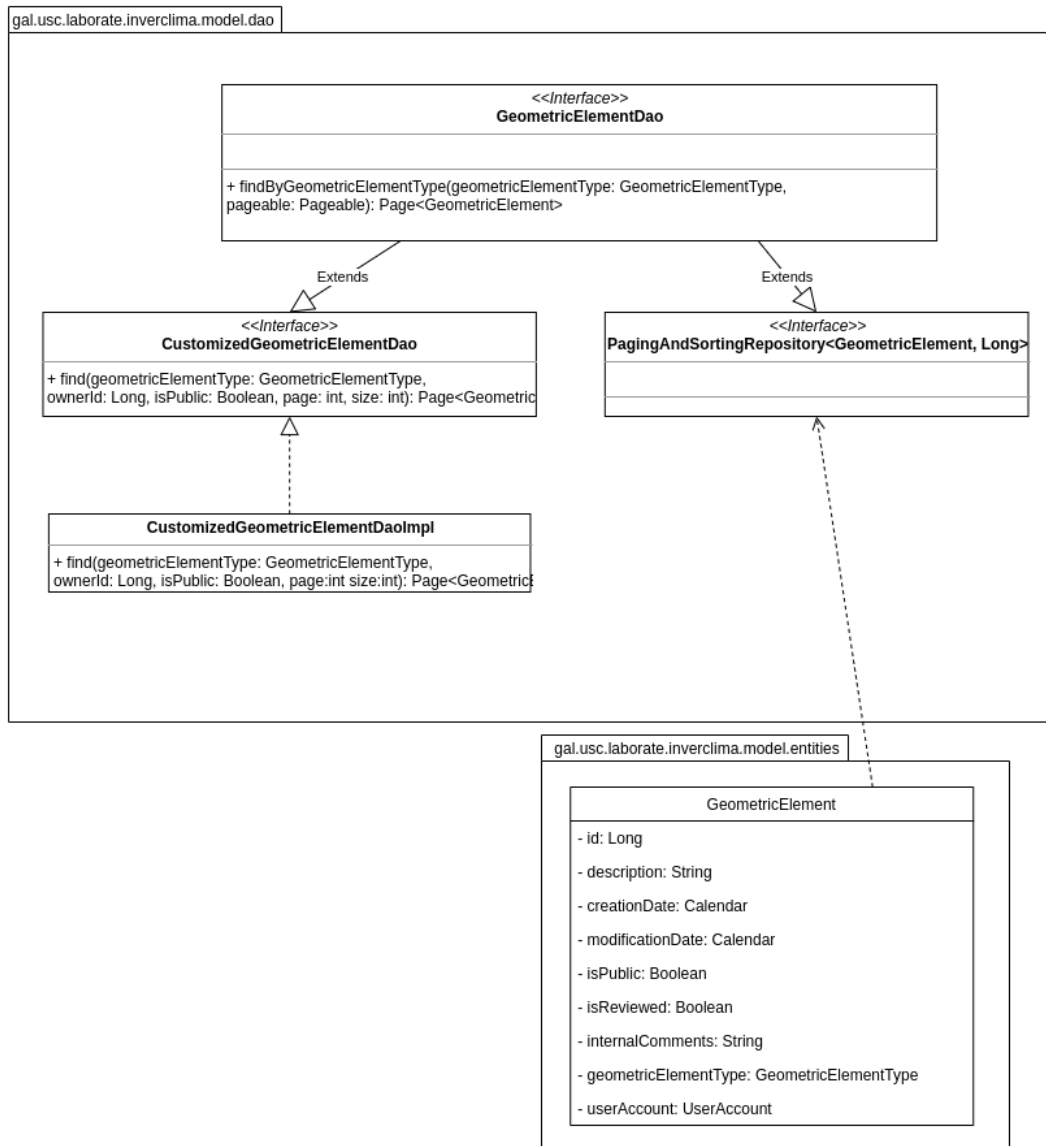 gal.usc.laborate.inverclima.model.dao
<<Interface>>
GeometricElementDao
+ findByGeometricElementType(geometricElementType: GeometricElementType,
pageable: Pageable): Page<GeometricElement>
Extends
Extends
<<Interface>>
CustomizedGeometricElementDao
+ find(geometricElementType: GeometricElementType,
ownerId: Long, isPublic: Boolean, page: int, size: int): Page<Geometric
<<Interface>>
PagingAndSortingRepository<GeometricElement, Long>
CustomizedGeometricElementDaoImpl
+ find(geometricElementType: GeometricElementType,
ownerId: Long, isPublic: Boolean, page:int size:int): Page<GeometricE
gal.usc.laborate.inverclima.model.entities
GeometricElement
- id: Long
- description: String
- creationDate: Calendar
- modificationDate: Calendar
- isPublic: Boolean
- isReviewed: Boolean
- internalComments: String
- geometricElementType: GeometricElementType
- userAccount: UserAccount